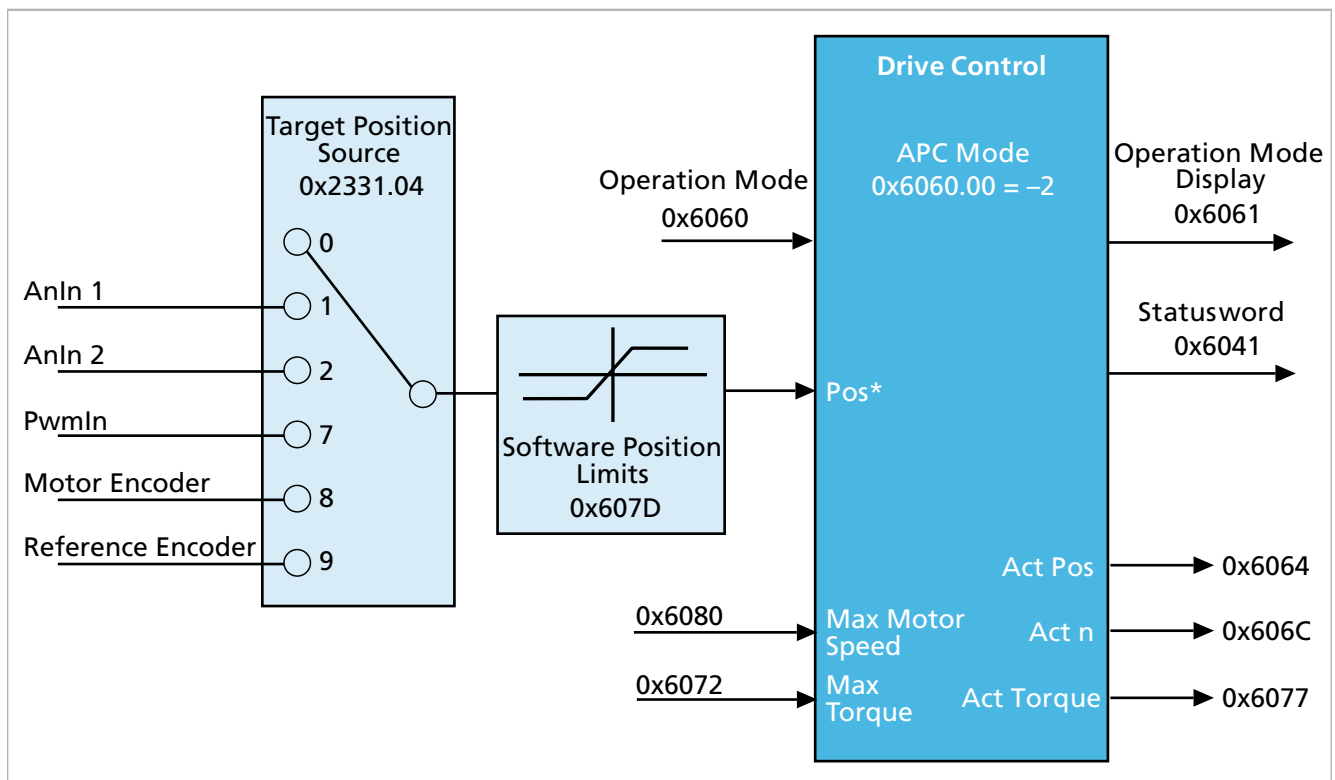 Target Position
Source
0x2331.04
0
1
2
7
8
9
AnIn 1
AnIn 2
PwmIn
Motor Encoder
Reference Encoder
Software Position
Limits
0x607D
Operation Mode
0x6060
0x6080
0x6072
Drive Control
APC Mode
0x6060.00 = –2
Pos*
Max Motor
Speed
Max
Torque
Act Pos
Act n
Act Torque
Operation Mode
Display
0x6061
Statusword
0x6041
0x6064
0x606C
0x6077